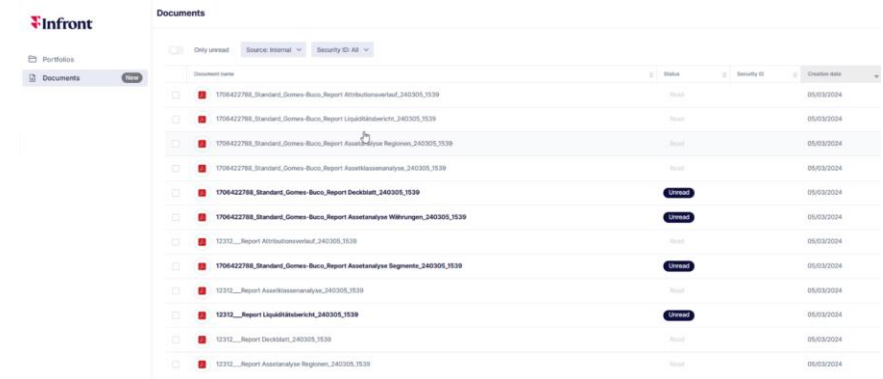 Infront
Documents
Portfolios
Documents New
Only unread Source: Internal Security ID: All
Document name Status Security ID Creation date
1706422788_Standard_Gomes-Buco_Report Attributionsverlauf_240305_1539 Read 05/03/2024
1706422788_Standard_Gomes-Buco_Report Liquiditätsbericht_240305_1539 Read 05/03/2024
1706422788_Standard_Gomes-Buco_Report Assetanalyse Regionen_240305_1539 Read 05/03/2024
1706422788_Standard_Gomes-Buco_Report Assetklassenanalyse_240305_1539 Read 05/03/2024
1706422788_Standard_Gomes-Buco_Report Deckblatt_240305_1539 Unread 05/03/2024
1706422788_Standard_Gomes-Buco_Report Assetanalyse Währungen_240305_1539 Unread 05/03/2024
12312__Report Attributionsverlauf_240305_1539 Read 05/03/2024
1706422788_Standard_Gomes-Buco_Report Assetanalyse Segmente_240305_1539 Unread 05/03/2024
12312__Report Assetklassenanalyse_240305_1539 Read 05/03/2024
12312__Report Liquiditätsbericht_240305_1539 Unread 05/03/2024
12312__Report Deckblatt_240305_1539 Read 05/03/2024
12312__Report Assetanalyse Regionen_240305_1539 Read 05/03/2024